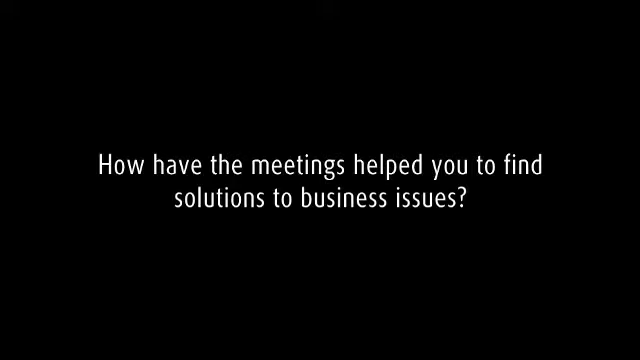 How have the meetings helped you to find
solutions to business issues?